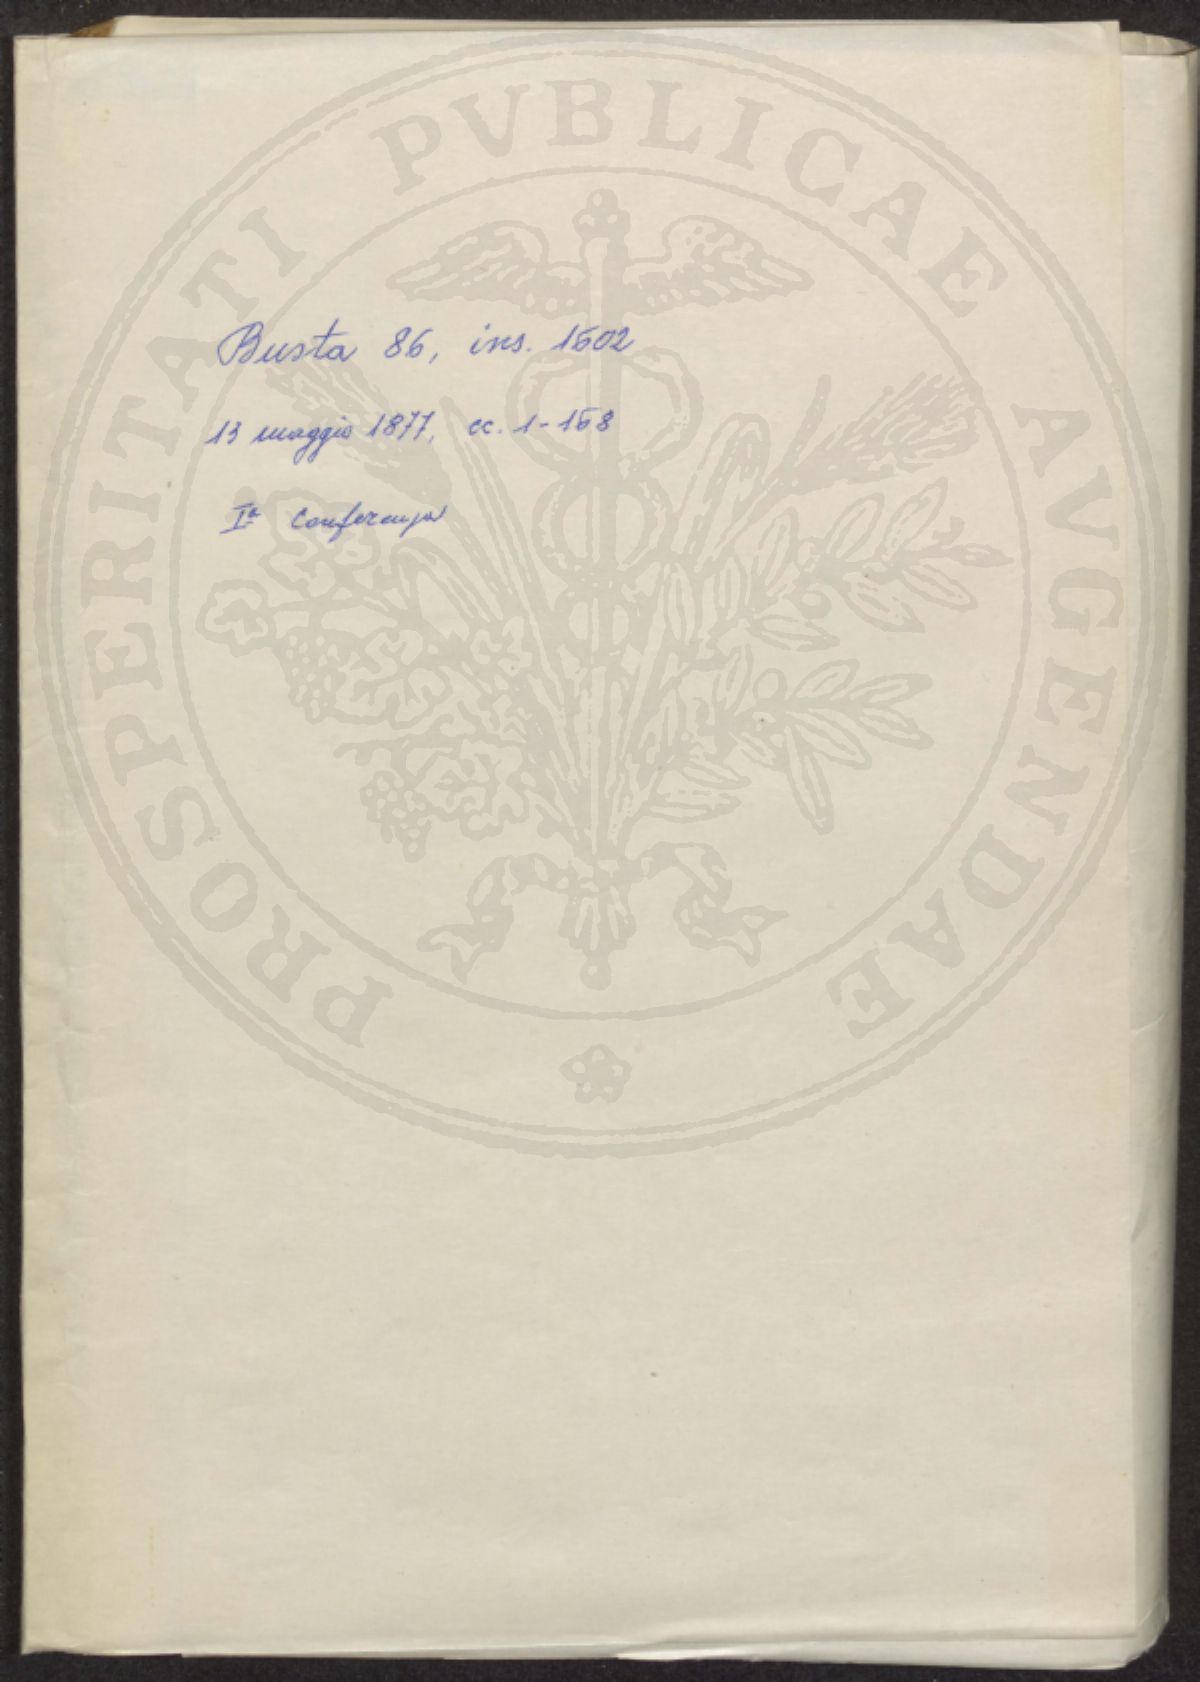 Busta 86, ins. 1602
13 maggio 1877, cc. 1-168
Iª Conferenza
PROSPERITATI PVBLICAE AVGENDAE